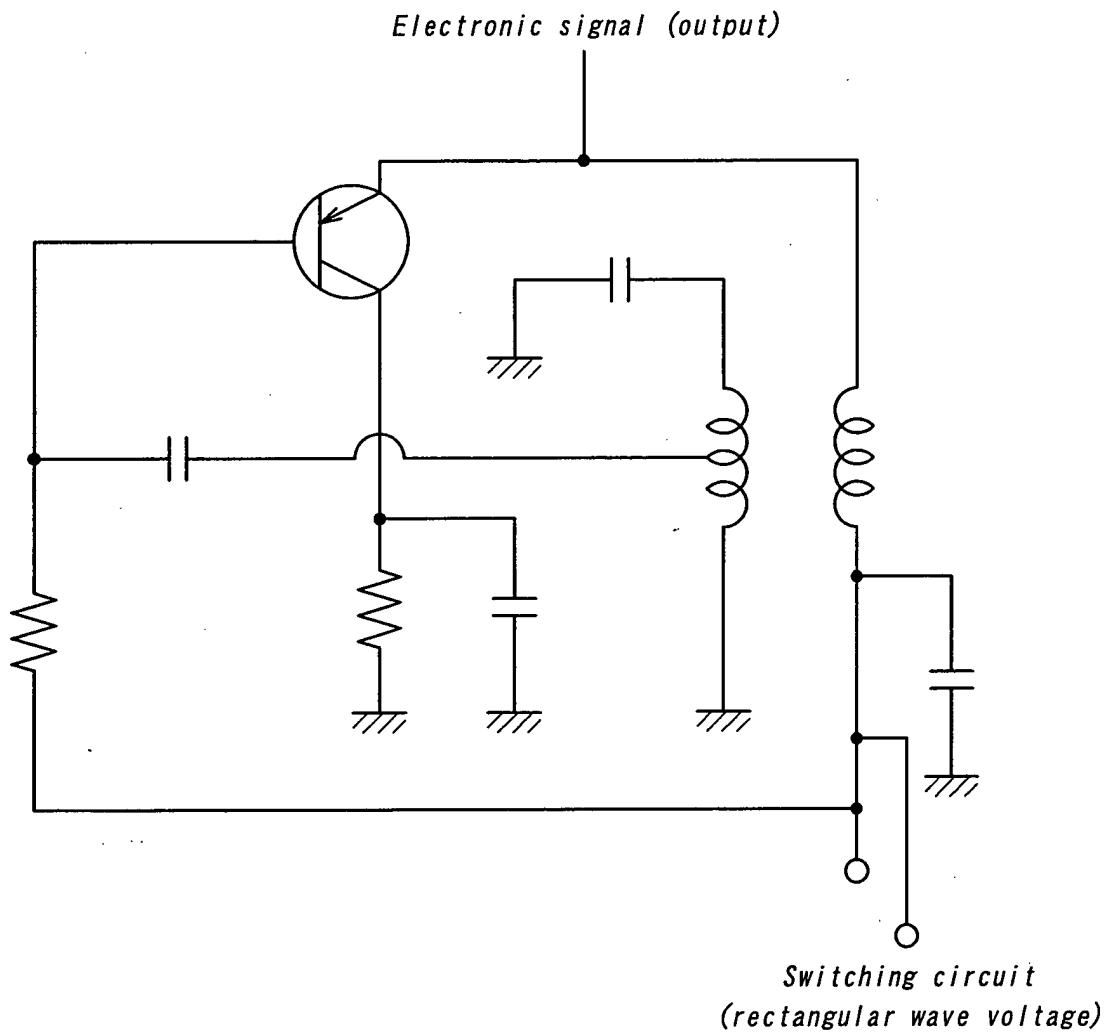 Electronic signal (output)
Switching circuit
(rectangular wave voltage)